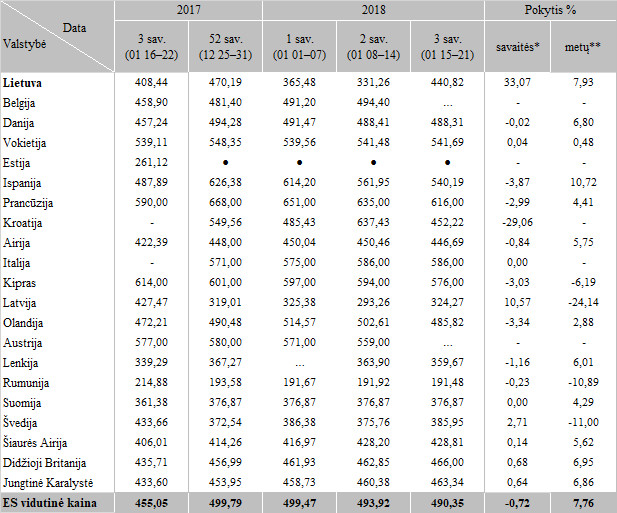 Data 2017 2018 Pokytis %
Valstybė 3 sav. (01 16–22) 52 sav. (12 25–31) 1 sav. (01 01–07) 2 sav. (01 08–14) 3 sav. (01 15–21) savaitės* metų**
Lietuva 408,44 470,19 365,48 331,26 440,82 33,07 7,93
Belgija 458,90 481,40 491,20 494,40 ... - -
Danija 457,24 494,28 491,47 488,41 488,31 -0,02 6,80
Vokietija 539,11 548,35 539,56 541,48 541,69 0,04 0,48
Estija 261,12 ● ● ● ● - -
Ispanija 487,89 626,38 614,20 561,95 540,19 -3,87 10,72
Prancūzija 590,00 668,00 651,00 635,00 616,00 -2,99 4,41
Kroatija - 549,56 485,43 637,43 452,22 -29,06 -
Airija 422,39 448,00 450,04 450,46 446,69 -0,84 5,75
Italija - 571,00 575,00 586,00 586,00 0,00 -
Kipras 614,00 601,00 597,00 594,00 576,00 -3,03 -6,19
Latvija 427,47 319,01 325,38 293,26 324,27 10,57 -24,14
Olandija 472,21 490,48 514,57 502,61 485,82 -3,34 2,88
Austrija 577,00 580,00 571,00 559,00 ... - -
Lenkija 339,29 367,27 ... 363,90 359,67 -1,16 6,01
Rumunija 214,88 193,58 191,67 191,92 191,48 -0,23 -10,89
Suomija 361,38 376,87 376,87 376,87 376,87 0,00 4,29
Švedija 433,66 372,54 386,38 375,76 385,95 2,71 -11,00
Šiaurės Airija 406,01 414,26 416,97 428,20 428,81 0,14 5,62
Didžioji Britanija 435,71 456,99 461,93 462,85 466,00 0,68 6,95
Jungtinė Karalystė 433,60 453,95 458,73 460,38 463,34 0,64 6,86
ES vidutinė kaina 455,05 499,79 499,47 493,92 490,35 -0,72 7,76